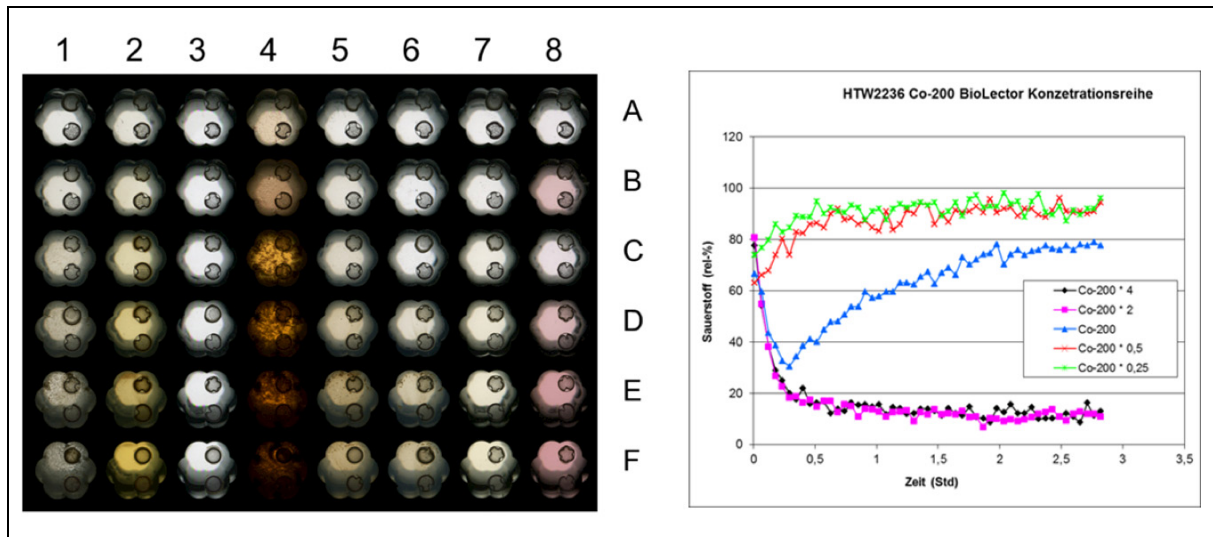 1 2 3 4 5 6 7 8
A
B
C
D
E
F
HTW2236 Co-200 BioLector Konzetrationsreihe
Sauerstoff (rel-%)
120
100
80
60
40
20
0
0 0,5 1 1,5 2 2,5 3 3,5
Zeit (Std)
Co-200 * 4
Co-200 * 2
Co-200
Co-200 * 0,5
Co-200 * 0,25